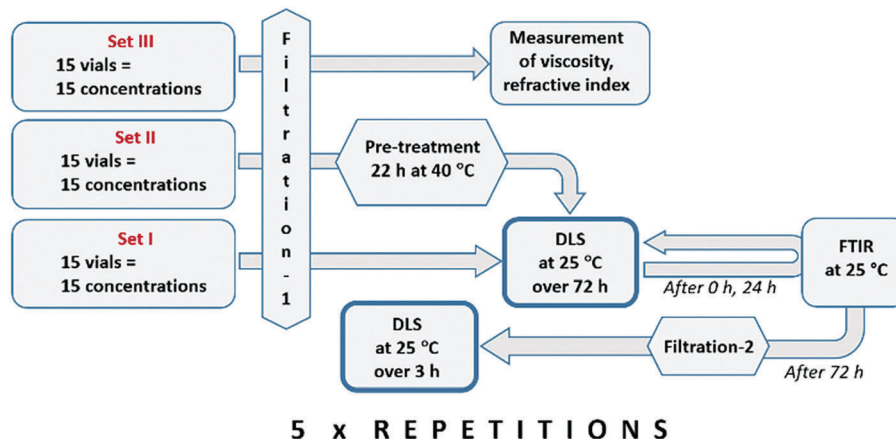 Set III
15 vials =
15 concentrations
Set II
15 vials =
15 concentrations
Set I
15 vials =
15 concentrations
Filtration-1
Measurement
of viscosity,
refractive index
Pre-treatment
22 h at 40 °C
DLS
at 25 °C
over 72 h
After 0 h, 24 h
FTIR
at 25 °C
DLS
at 25 °C
over 3 h
Filtration-2
After 72 h
5 x REPETITIONS